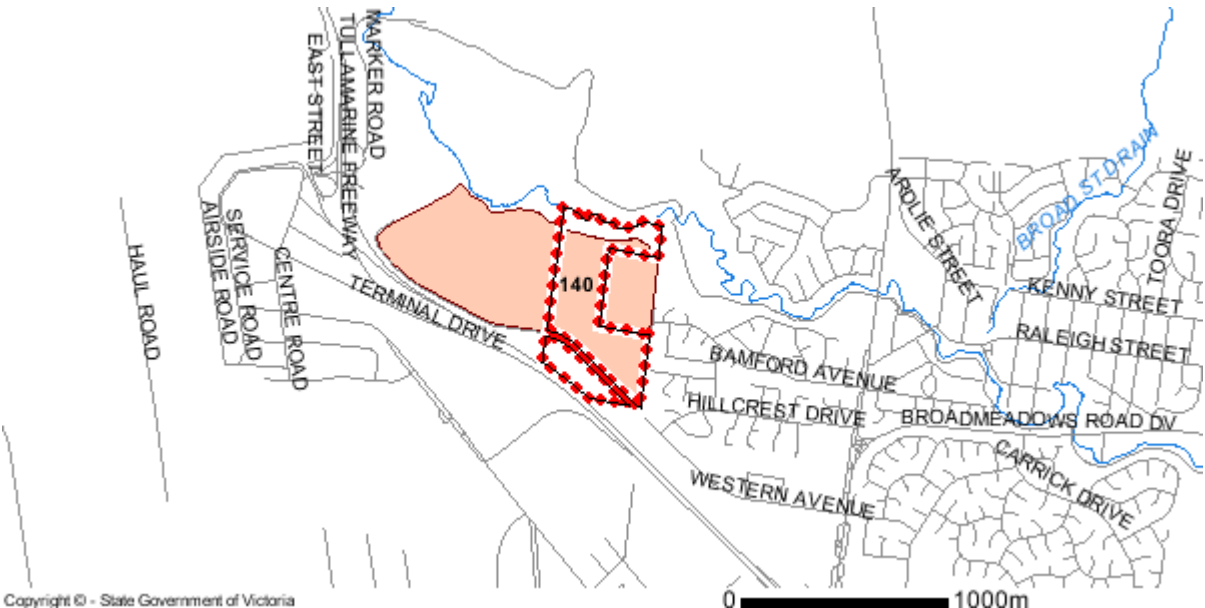 MARKER ROAD
TULLAMARINE FREEWAY
EAST STREET
BROAD ST DRAIN
TOORA DRIVE
ARDLIE STREET
AIRSIDE ROAD
SERVICE ROAD
CENTRE ROAD
HAUL ROAD
140
TERMINAL DRIVE
KENNY STREET
RALEIGH STREET
BAMFORD AVENUE
HILLCREST DRIVE
BROADMEADOWS ROAD DV
CARRICK DRIVE
WESTERN AVENUE
Copyright © - State Government of Victoria
0 1000m